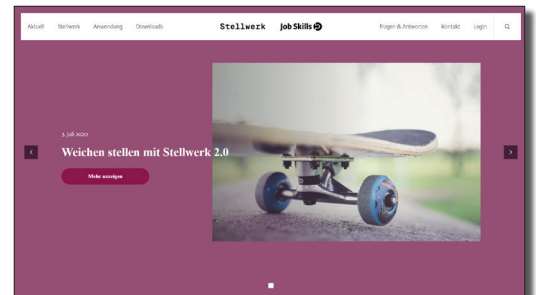 Aktuell Stellwerk Anwendung Downloads Stellwerk Job Skills Fragen & Antworten Kontakt Login
3. Juli 2020
Weichen stellen mit Stellwerk 2.0
Mehr anzeigen